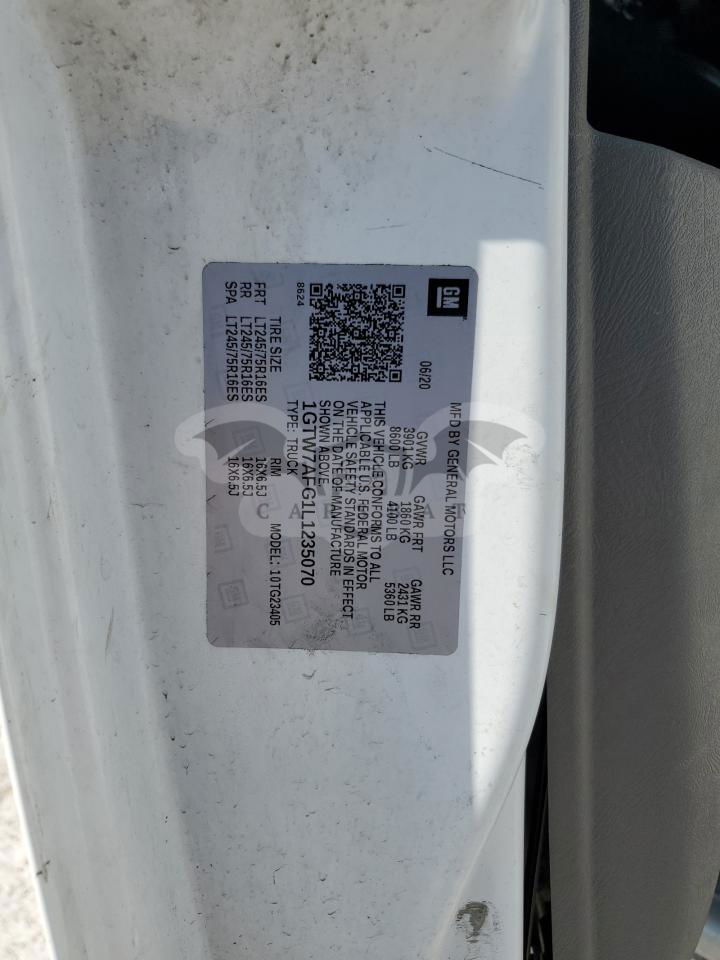 GM
MFD BY GENERAL MOTORS LLC
06/20
GVWR GAWR FRT GAWR RR
3901 KG 1860 KG 2431 KG
8600 LB 4100 LB 5360 LB
THIS VEHICLE CONFORMS TO ALL
APPLICABLE U.S. FEDERAL MOTOR
VEHICLE SAFETY STANDARDS IN EFFECT
ON THE DATE OF MANUFACTURE
SHOWN ABOVE.
1GTW7AFG1L1235070
TYPE: TRUCK
8624
MODEL: 10TG23405
TIRE SIZE RIM
FRT LT245/75R16ES 16X6.5J
RR LT245/75R16ES 16X6.5J
SPA LT245/75R16ES 16X6.5J